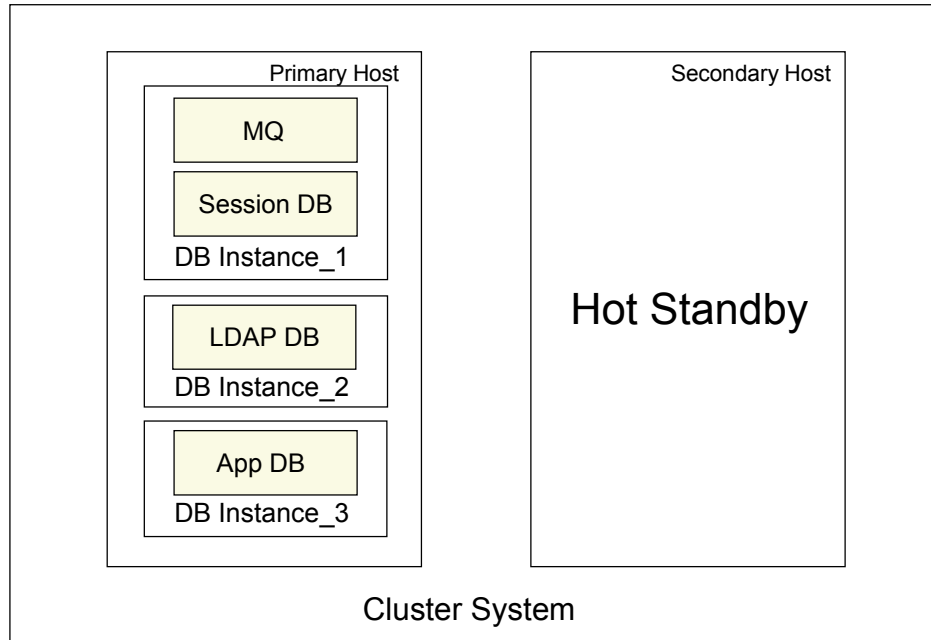 Primary Host
MQ
Session DB
DB Instance_1
LDAP DB
DB Instance_2
App DB
DB Instance_3
Secondary Host
Hot Standby
Cluster System